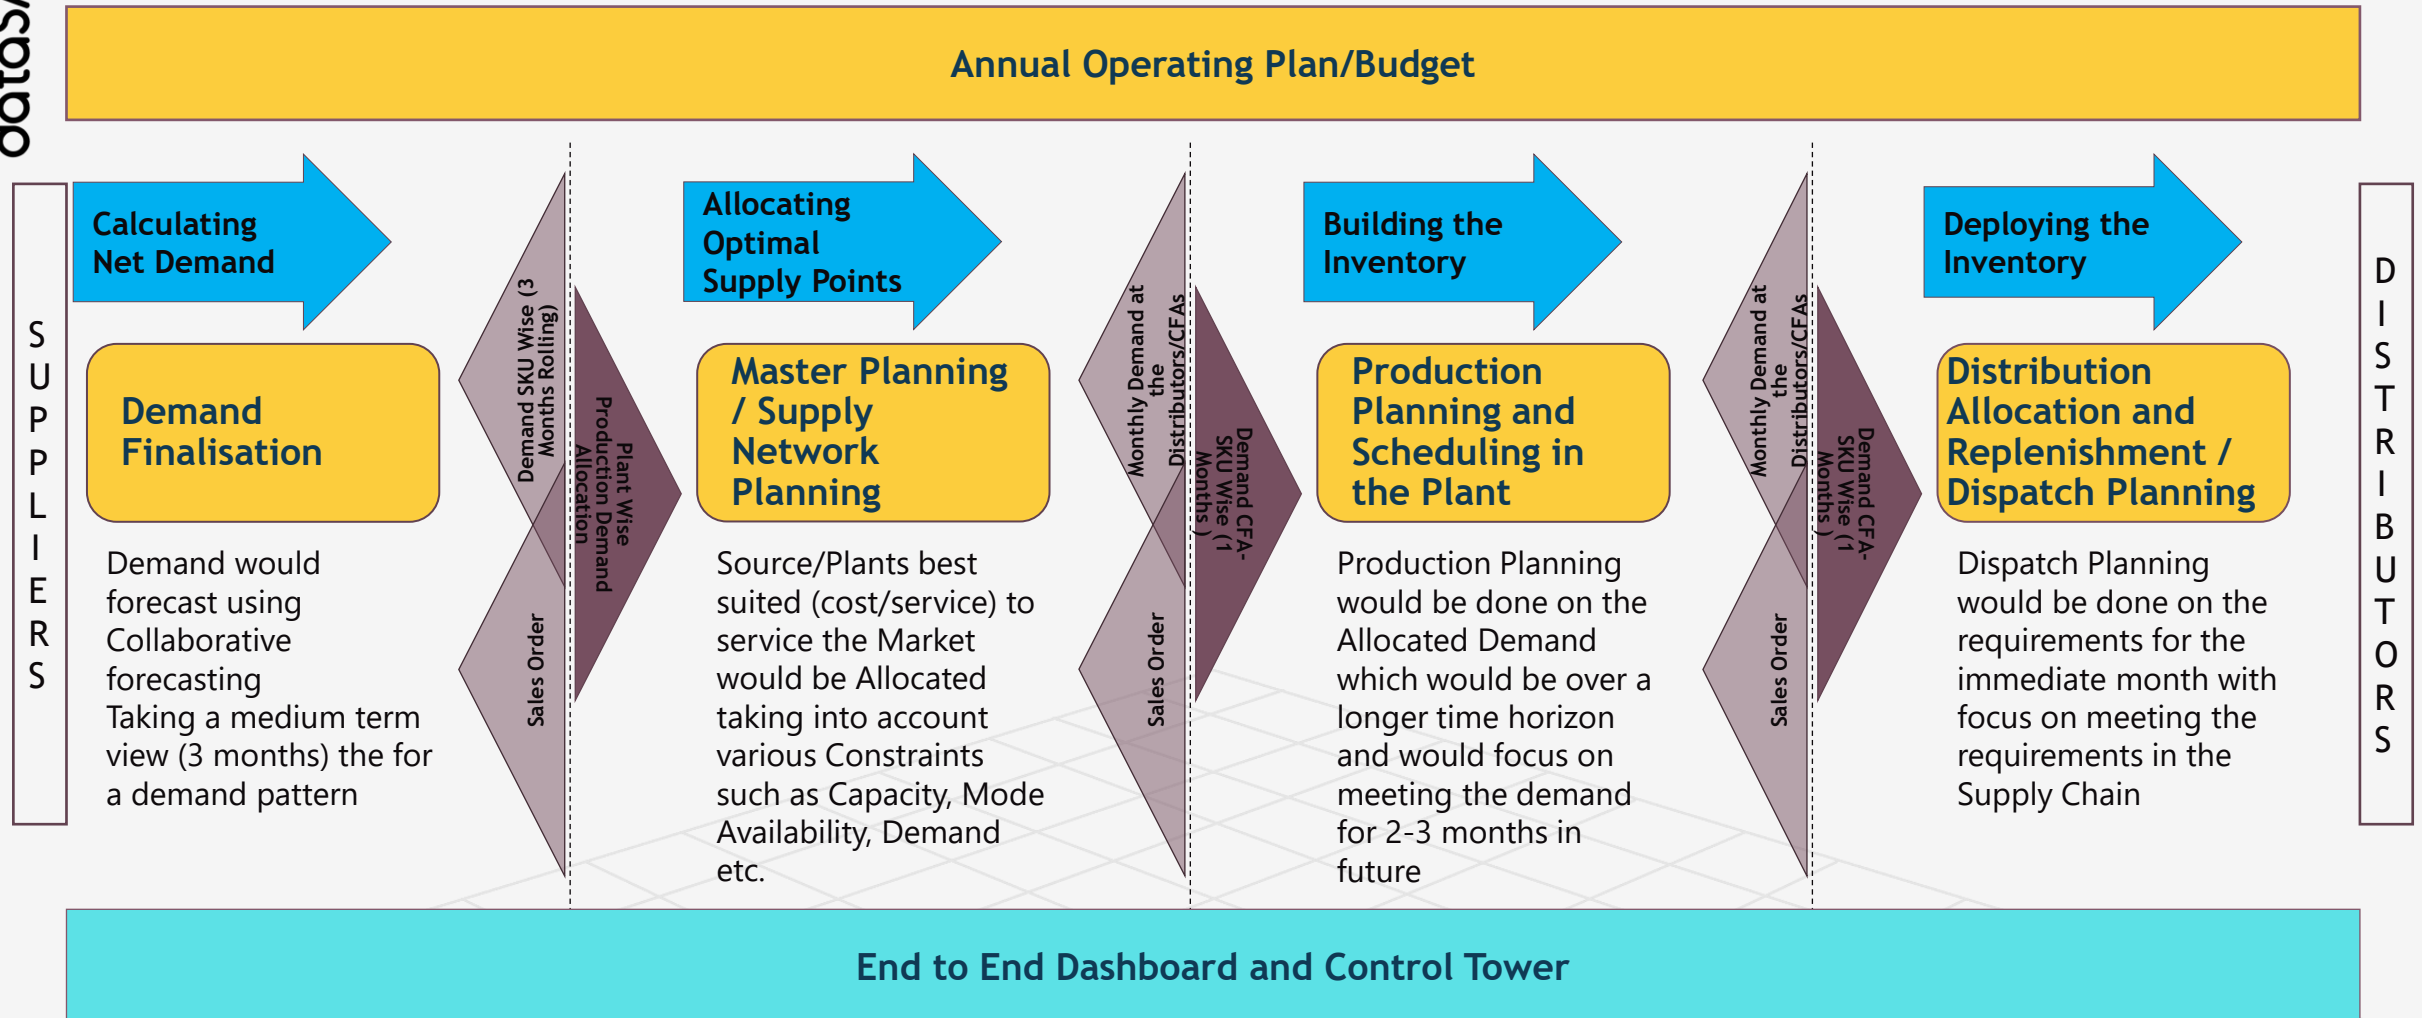 Annual Operating Plan/Budget
SUPPLIERS
Calculating
Net Demand
Demand
Finalisation
Demand would
forecast using
Collaborative
forecasting
Taking a medium term
view (3 months) the for
a demand pattern
Demand SKU Wise (3
Months Rolling)
Sales Order
Plant Wise
Production Demand
Allocation
Allocating
Optimal
Supply Points
Master Planning
/ Supply
Network
Planning
Source/Plants best
suited (cost/service) to
service the Market
would be Allocated
taking into account
various Constraints
such as Capacity, Mode
Availability, Demand
etc.
Monthly Demand at
the
Distributors/CFAs
Sales Order
Demand CFA-
SKU Wise (1
Months )
Building the
Inventory
Production
Planning and
Scheduling in
the Plant
Production Planning
would be done on the
Allocated Demand
which would be over a
longer time horizon
and would focus on
meeting the demand
for 2-3 months in
future
Monthly Demand at
the
Distributors/CFAs
Sales Order
Demand CFA-
SKU Wise (1
Months )
Deploying the
Inventory
Distribution
Allocation and
Replenishment /
Dispatch Planning
Dispatch Planning
would be done on the
requirements for the
immediate month with
focus on meeting the
requirements in the
Supply Chain
DISTRIBUTORS
End to End Dashboard and Control Tower